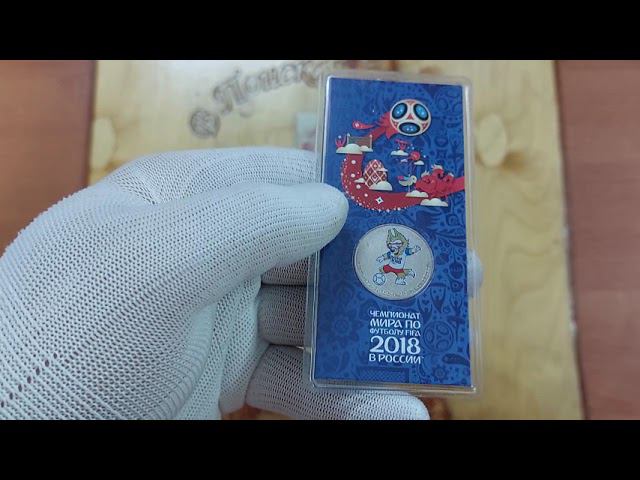 ЧЕМПИОНАТ
МИРА ПО
ФУТБОЛУ FIFA
2018
В РОССИИ